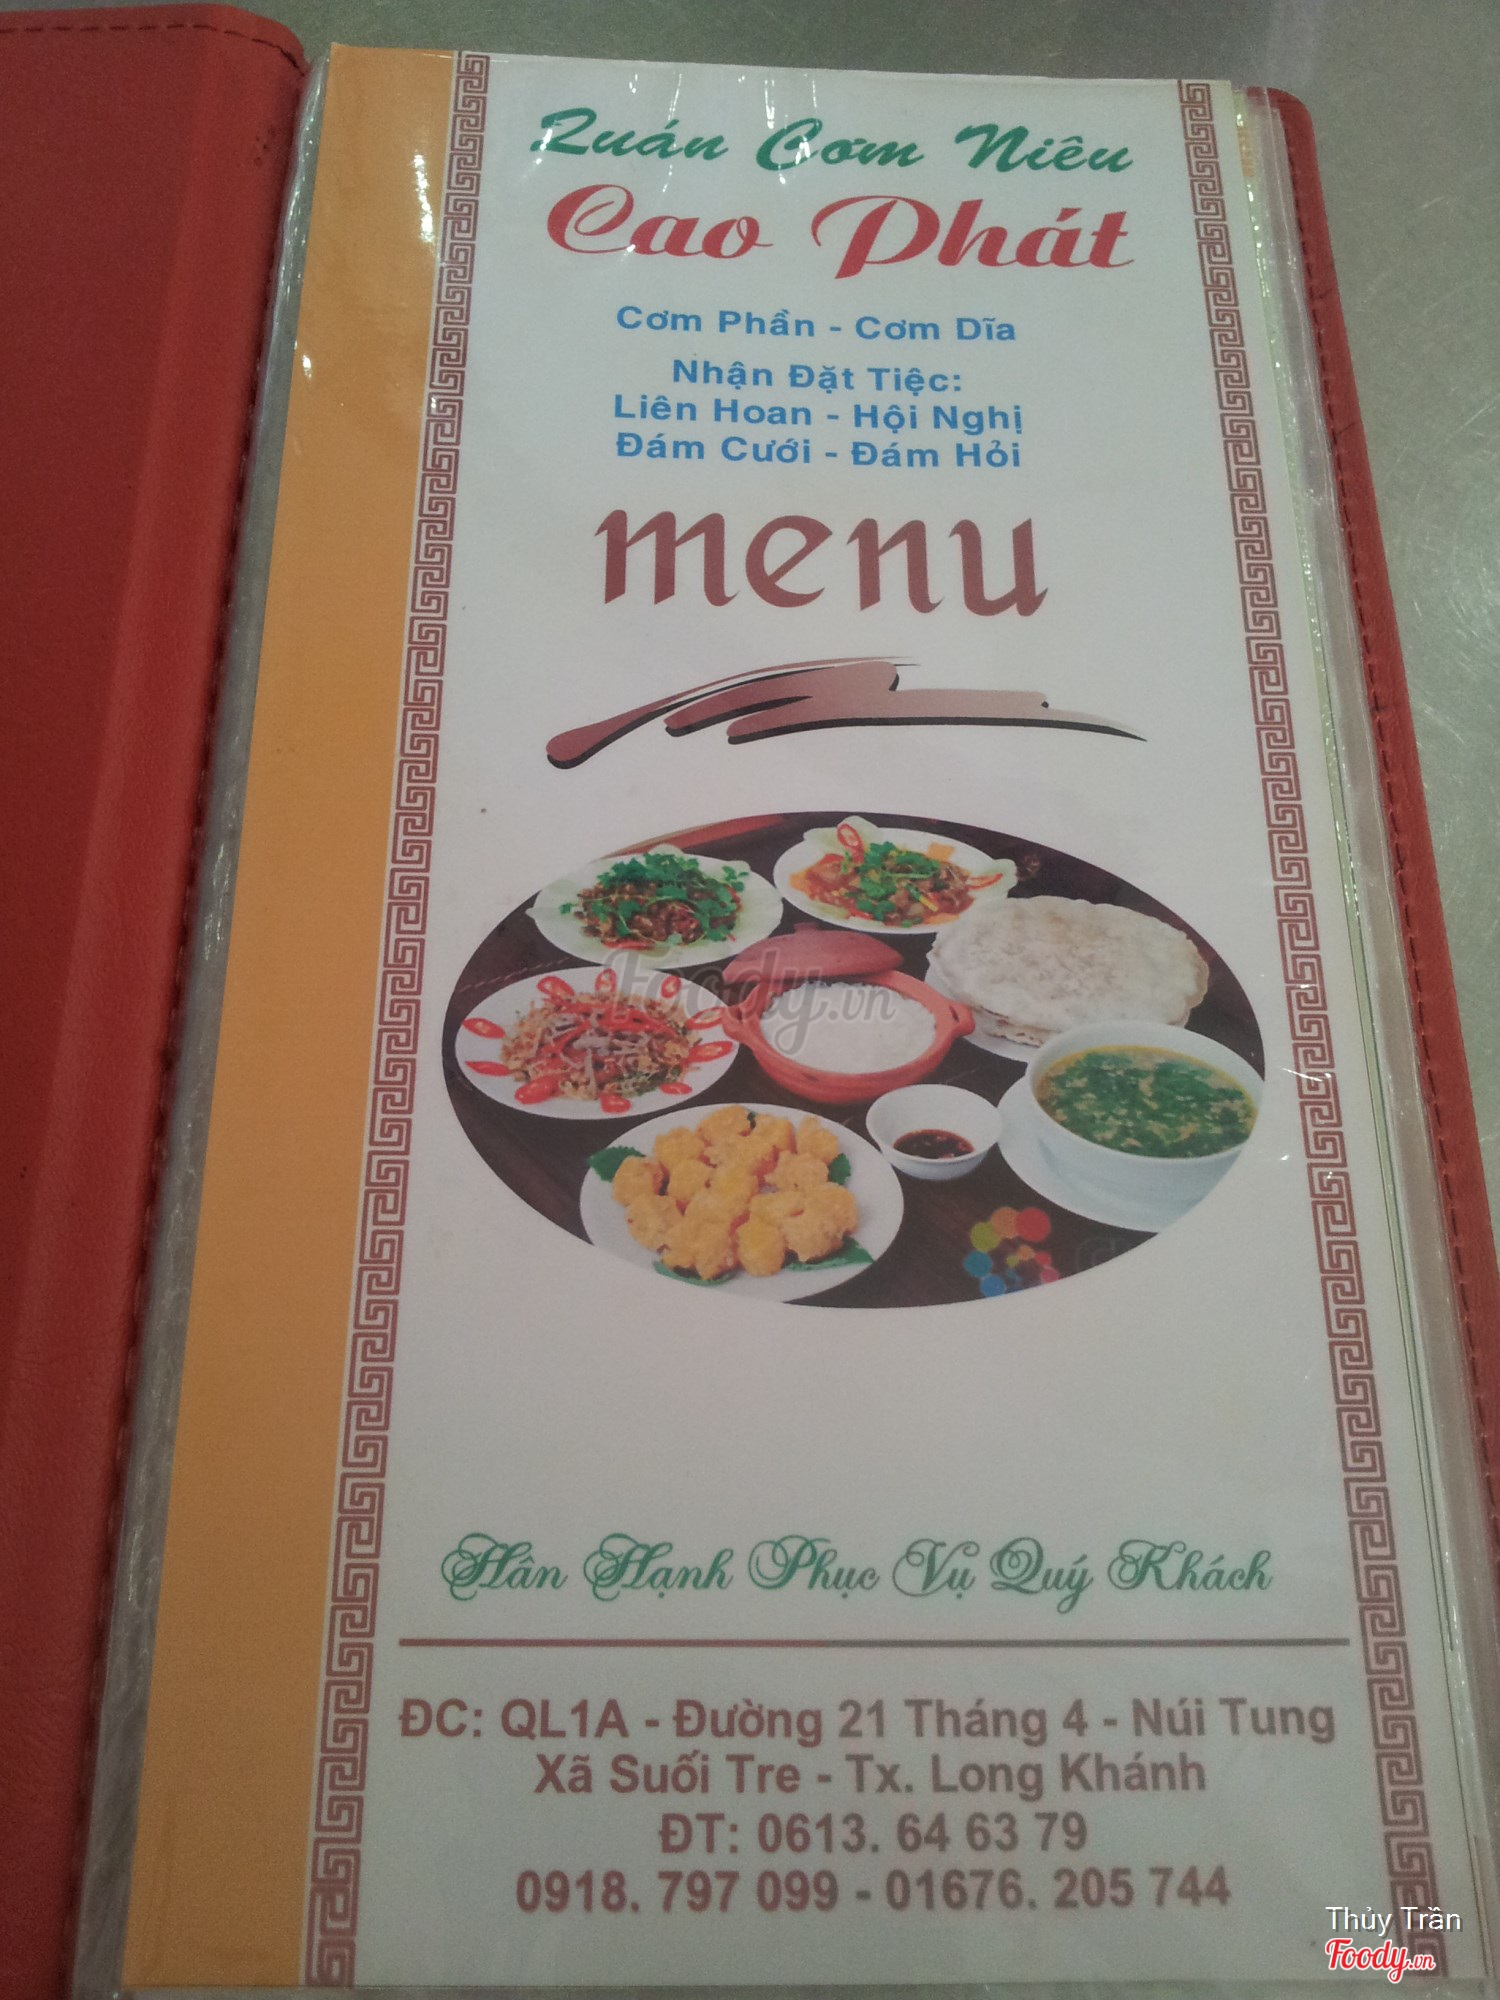 Quán Cơm Niêu
Cao Phát
Cơm Phần - Cơm Dĩa
Nhận Đặt Tiệc:
Liên Hoan - Hội Nghị
Đám Cưới - Đám Hỏi
menu
Foody.vn
Hân Hạnh Phục Vụ Quý Khách
ĐC: QL1A - Đường 21 Tháng 4 - Núi Tung
Xã Suối Tre - Tx. Long Khánh
ĐT: 0613. 64 63 79
0918. 797 099 - 01676. 205 744
Thủy Trần
Foody.vn